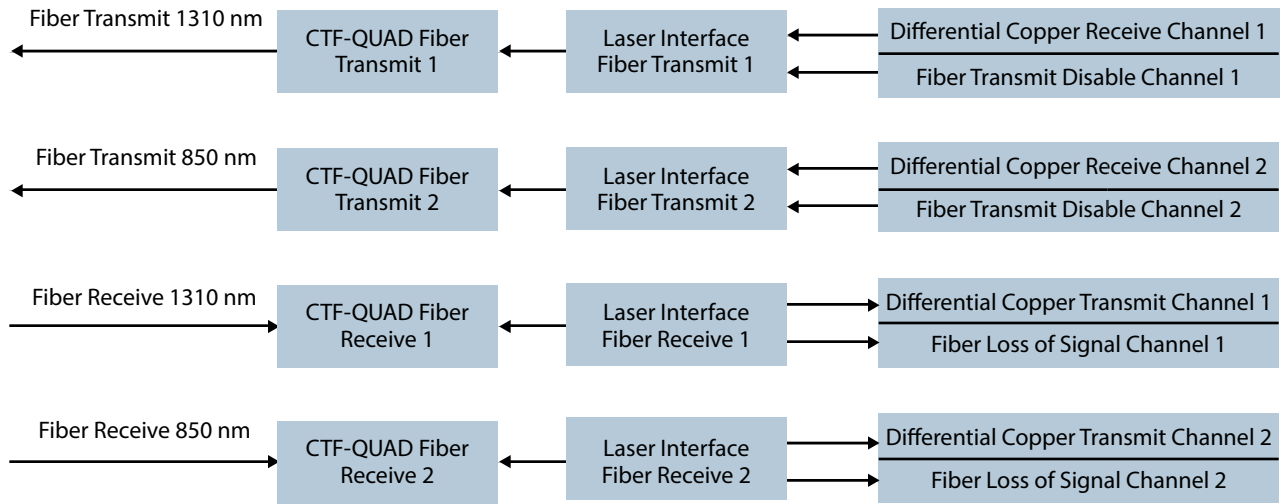 Fiber Transmit 1310 nm
CTF-QUAD Fiber
Transmit 1
Laser Interface
Fiber Transmit 1
Differential Copper Receive Channel 1
Fiber Transmit Disable Channel 1
Fiber Transmit 850 nm
CTF-QUAD Fiber
Transmit 2
Laser Interface
Fiber Transmit 2
Differential Copper Receive Channel 2
Fiber Transmit Disable Channel 2
Fiber Receive 1310 nm
CTF-QUAD Fiber
Receive 1
Laser Interface
Fiber Receive 1
Differential Copper Transmit Channel 1
Fiber Loss of Signal Channel 1
Fiber Receive 850 nm
CTF-QUAD Fiber
Receive 2
Laser Interface
Fiber Receive 2
Differential Copper Transmit Channel 2
Fiber Loss of Signal Channel 2